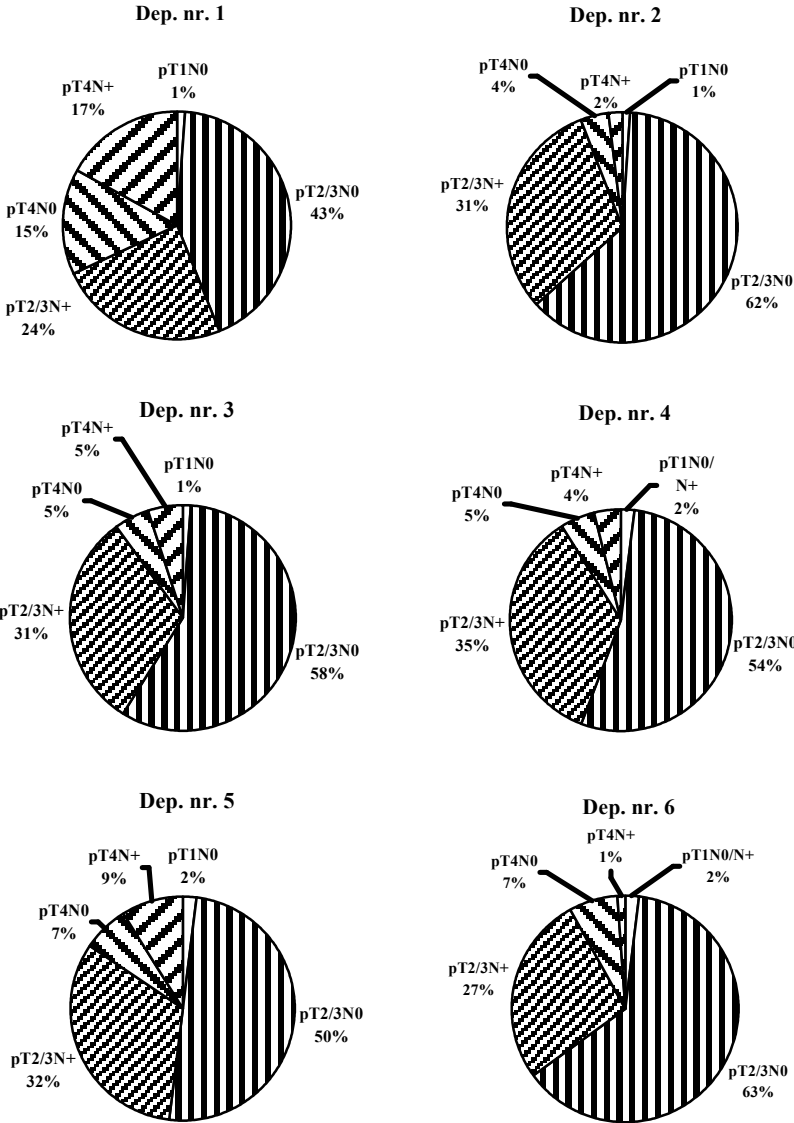 Dep. nr. 1
pT1N0
1%
pT4N+
17%
pT2/3N0
43%
pT4N0
15%
pT2/3N+
24%
Dep. nr. 2
pT4N0
4%
pT4N+
2%
pT1N0
1%
pT2/3N+
31%
pT2/3N0
62%
Dep. nr. 3
pT4N+
5%
pT1N0
1%
pT4N0
5%
pT2/3N+
31%
pT2/3N0
58%
Dep. nr. 4
pT4N0
5%
pT4N+
4%
pT1N0/
N+
2%
pT2/3N+
35%
pT2/3N0
54%
Dep. nr. 5
pT4N+
9%
pT1N0
2%
pT4N0
7%
pT2/3N0
50%
pT2/3N+
32%
Dep. nr. 6
pT4N+
1%
pT4N0
7%
pT1N0/N+
2%
pT2/3N+
27%
pT2/3N0
63%